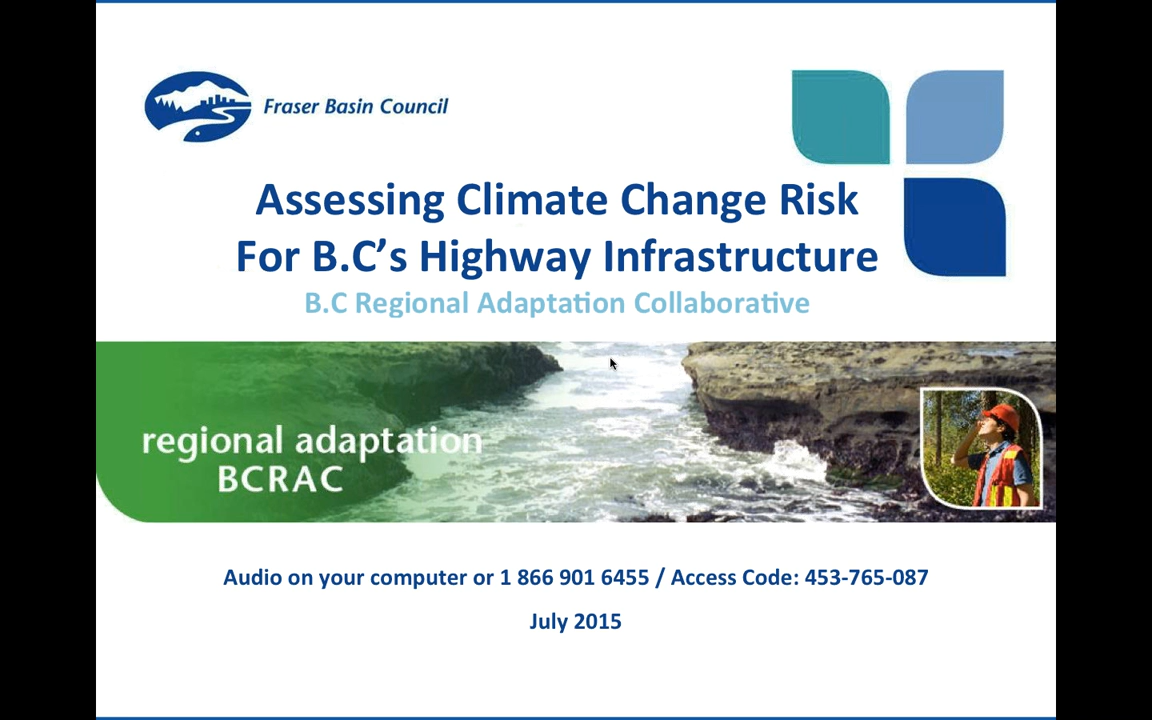 Fraser Basin Council
Assessing Climate Change Risk
For B.C’s Highway Infrastructure
B.C Regional Adaptation Collaborative
regional adaptation
BCRAC
Audio on your computer or 1 866 901 6455 / Access Code: 453-765-087
July 2015